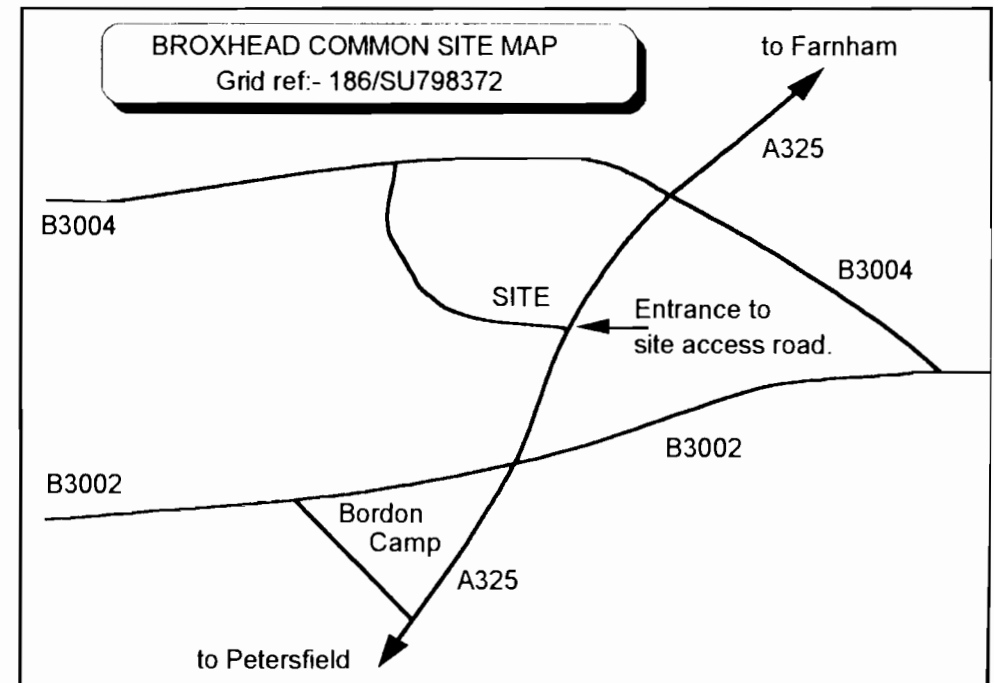 BROXHEAD COMMON SITE MAP
Grid ref:- 186/SU798372
to Farnham
A325
B3004
B3004
SITE
Entrance to
site access road.
B3002
B3002
Bordon
Camp
A325
to Petersfield